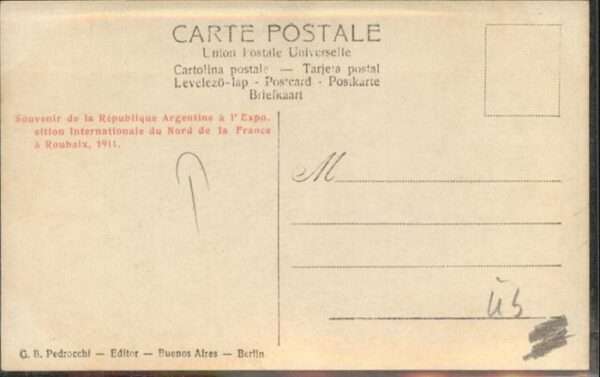 CARTE POSTALE
Union Postale Universelle
Cartolina postale — Tarjeta postal
Levelező-lap - Postcard - Postkarte
Briefkaart
Souvenir de la République Argentine à l'Expo.
sition Internationale du Nord de la France
à Roubaix, 1911.
M
G. B. Pedrocchi — Editor — Buenos Aires — Berlin